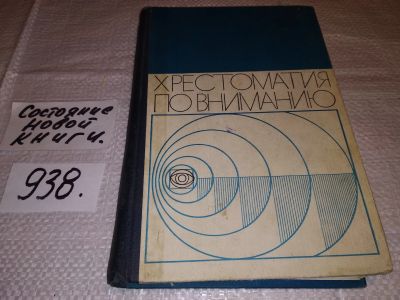 ХРЕСТОМАТИЯ
ПО ВНИМАНИЮ
Состояние
новой
книги.
938.